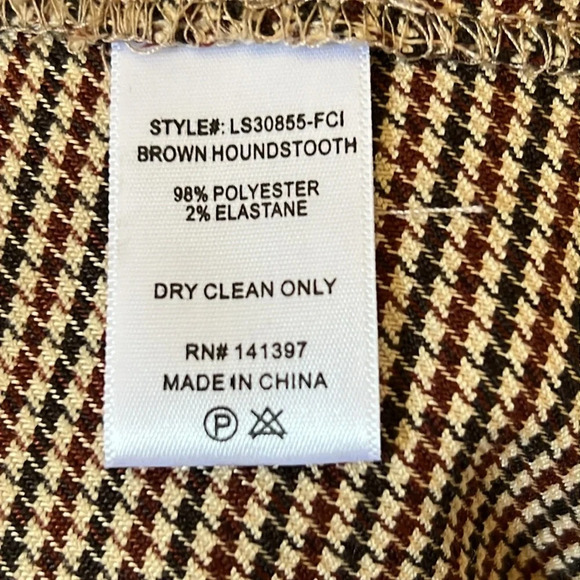 STYLE#: LS30855-FCI
BROWN HOUNDSTOOTH
98% POLYESTER
2% ELASTANE
DRY CLEAN ONLY
RN# 141397
MADE IN CHINA
P